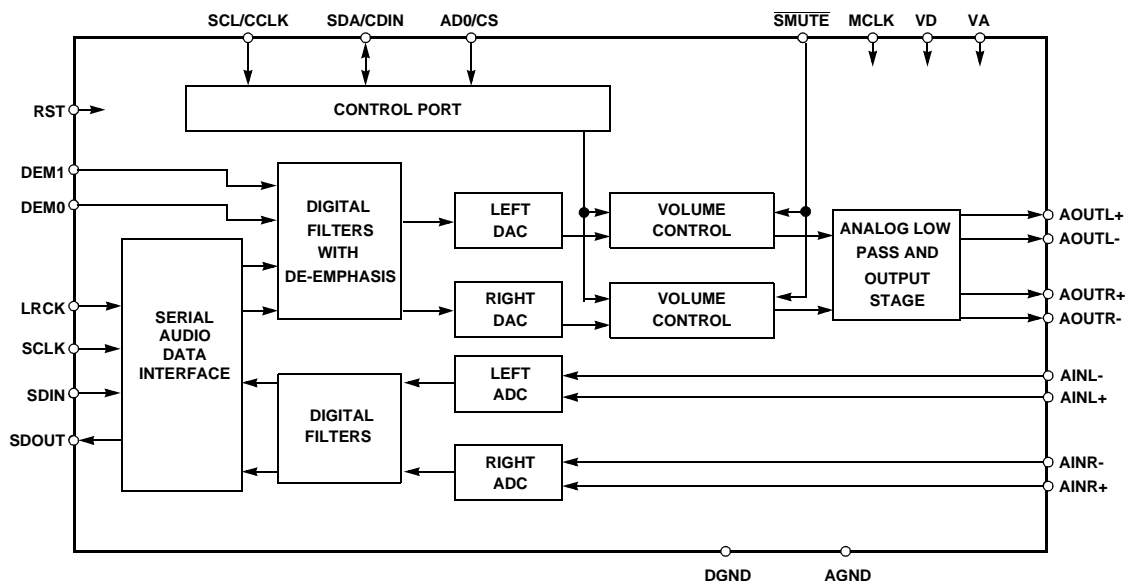 SCL/CCLK SDA/CDIN AD0/CS SMUTE MCLK VD VA
RST
CONTROL PORT
DEM1
DEM0
DIGITAL
FILTERS
WITH
DE-EMPHASIS
LEFT
DAC
VOLUME
CONTROL
ANALOG LOW
PASS AND
OUTPUT
STAGE
AOUTL+
AOUTL-
AOUTR+
AOUTR-
RIGHT
DAC
VOLUME
CONTROL
LRCK
SCLK
SDIN
SDOUT
SERIAL
AUDIO
DATA
INTERFACE
DIGITAL
FILTERS
LEFT
ADC
AINL-
AINL+
RIGHT
ADC
AINR-
AINR+
DGND AGND